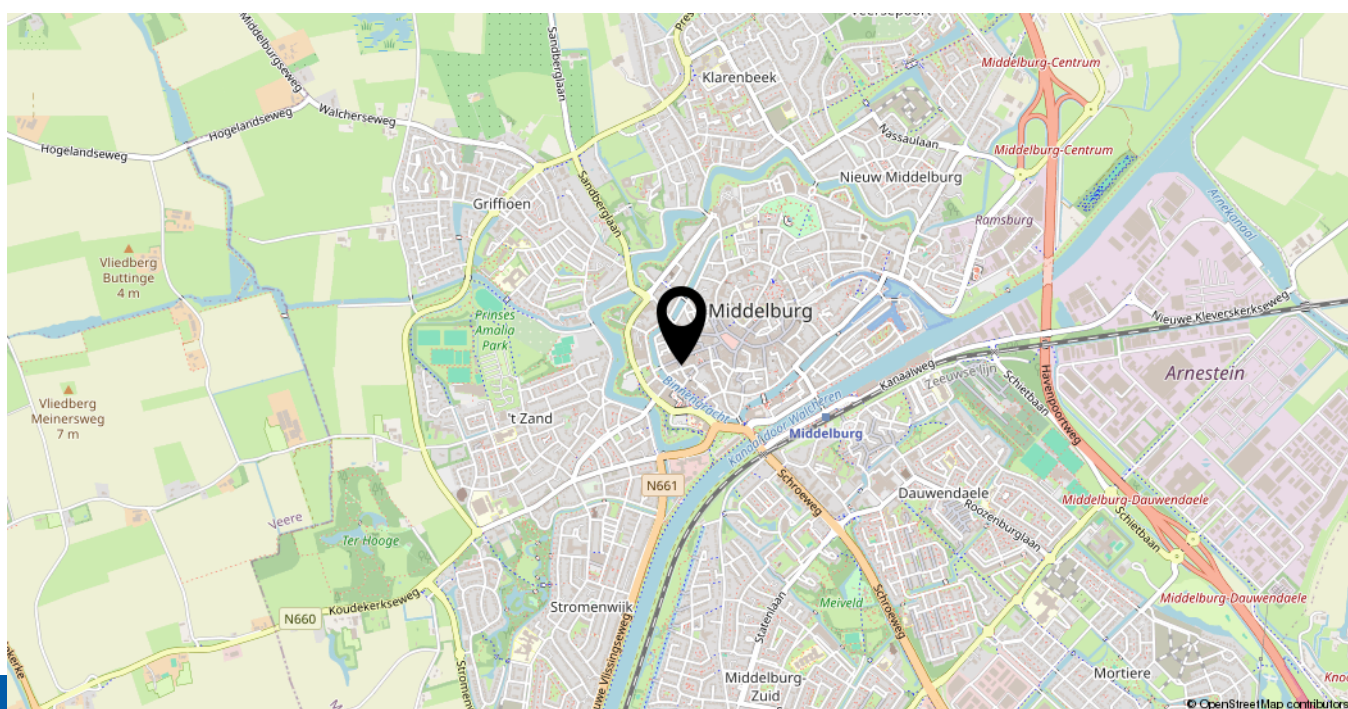 Veersepoort
Middelburgseweg
Sandberglaan
Klarenbeek
Middelburg-Centrum
Walcherseweg
Hogelandseweg
Hogelandseweg
Nassaulaan
Middelburg-Centrum
Sandberglaan
Nieuw Middelburg
Griffioen
Arnekanaal
Ramsburg
Vliedberg
Buttinge
4 m
Prinses
Amalia
Park
Middelburg
Nieuwe Kleverskerkseweg
Kanaalweg
Zeeuwse lijn
Schietbaan
Havenpoortweg
Arnestein
Vliedberg
Meinersweg
7 m
Binnengracht
't Zand
Kanaal door Walcheren
Middelburg
N661
Schroeweg
Dauwendaele
Roozenburglaan
Middelburg-Dauwendaele
Schietbaan
Veere
Ter Hooge
Koudekerkseweg
N660
Stromenwijk
Statenlaan
Meiveld
Schroeweg
Middelburg-Dauwendaele
Middelburg-
Zuid
Mortiere
© OpenStreetMap contributors